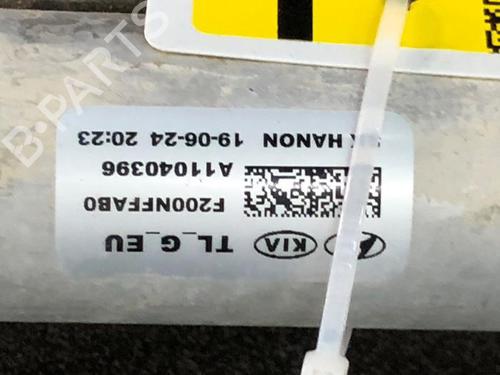 TL_G_EU KIA
F200NFFAB0
A11040396
19-06-24 20:23 HANON
B-PARTS